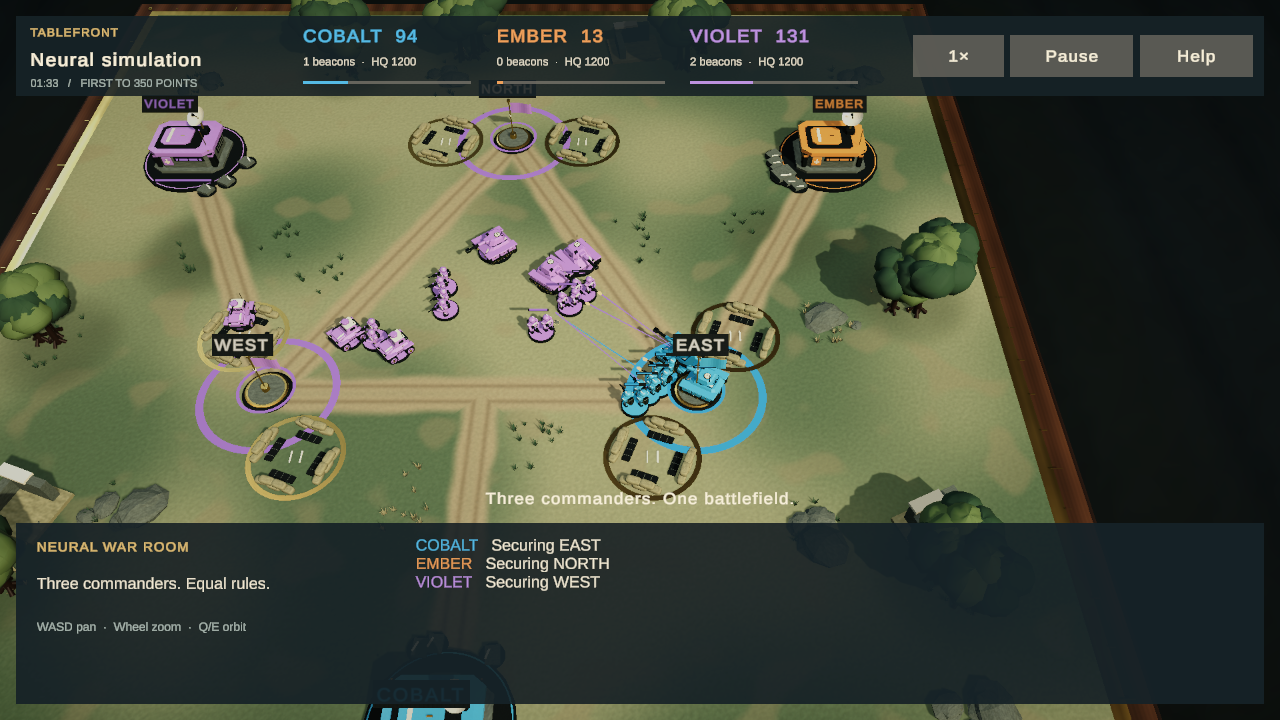 TABLEFRONT
Neural simulation
01:33 / FIRST TO 350 POINTS
COBALT 94
1 beacons · HQ 1200
EMBER 13
0 beacons · HQ 1200
VIOLET 131
2 beacons · HQ 1200
1×
Pause
Help
NORTH
VIOLET
EMBER
WEST
EAST
Three commanders. One battlefield.
NEURAL WAR ROOM
Three commanders. Equal rules.
WASD pan · Wheel zoom · Q/E orbit
COBALT Securing EAST
EMBER Securing NORTH
VIOLET Securing WEST
COBALT